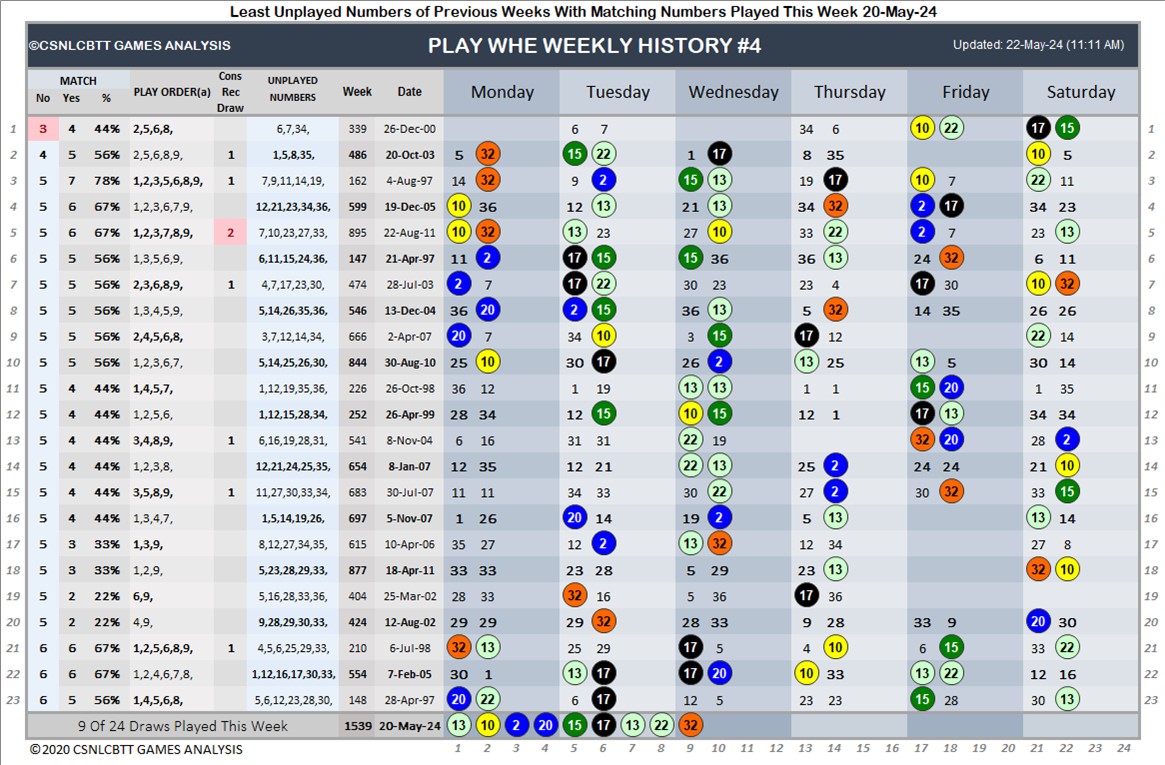 Least Unplayed Numbers of Previous Weeks With Matching Numbers Played This Week 20-May-24
©CSNLCBTT GAMES ANALYSIS PLAY WHE WEEKLY HISTORY #4 Updated: 22-May-24 (11:11 AM)
MATCH Cons UNPLAYED
No Yes % PLAY ORDER(a) Rec NUMBERS Week Date Monday Tuesday Wednesday Thursday Friday Saturday
Draw
1 3 4 44% 2,5,6,8, 6,7,34, 339 26-Dec-00 6 7 34 6 10 22 17 15 1
2 4 5 56% 2,5,6,8,9, 1 1,5,8,35, 486 20-Oct-03 5 32 15 22 1 17 8 35 10 5 2
3 5 7 78% 1,2,3,5,6,8,9, 1 7,9,11,14,19, 162 4-Aug-97 14 32 9 2 15 13 19 17 10 7 22 11 3
4 5 6 67% 1,2,3,6,7,9, 12,21,23,34,36, 599 19-Dec-05 10 36 12 13 21 13 34 32 2 17 34 23 4
5 5 6 67% 1,2,3,7,8,9, 2 7,10,23,27,33, 895 22-Aug-11 10 32 13 23 27 10 33 22 2 7 23 13 5
6 5 5 56% 1,3,5,6,9, 6,11,15,24,36, 147 21-Apr-97 11 2 17 15 15 36 36 13 24 32 6 11 6
7 5 5 56% 2,3,6,8,9, 1 4,7,17,23,30, 474 28-Jul-03 2 7 17 22 30 23 23 4 17 30 10 32 7
8 5 5 56% 1,3,4,5,9, 5,14,26,35,36, 546 13-Dec-04 36 20 2 15 36 13 5 32 14 35 26 26 8
9 5 5 56% 2,4,5,6,8, 3,7,12,14,34, 666 2-Apr-07 20 7 34 10 3 15 17 12 22 14 9
10 5 5 56% 1,2,3,6,7, 5,14,25,26,30, 844 30-Aug-10 25 10 30 17 26 2 13 25 13 5 30 14 10
11 5 4 44% 1,4,5,7, 1,12,19,35,36, 226 26-Oct-98 36 12 1 19 13 13 1 1 15 20 1 35 11
12 5 4 44% 1,2,5,6, 1,12,15,28,34, 252 26-Apr-99 28 34 12 15 10 15 12 1 17 13 34 34 12
13 5 4 44% 3,4,8,9, 1 6,16,19,28,31, 541 8-Nov-04 6 16 31 31 22 19 32 20 28 2 13
14 5 4 44% 1,2,3,8, 12,21,24,25,35, 654 8-Jan-07 12 35 12 21 22 13 25 2 24 24 21 10 14
15 5 4 44% 3,5,8,9, 1 11,27,30,33,34, 683 30-Jul-07 11 11 34 33 30 22 27 2 30 32 33 15 15
16 5 4 44% 1,3,4,7, 1,5,14,19,26, 697 5-Nov-07 1 26 20 14 19 2 5 13 13 14 16
17 5 3 33% 1,3,9, 8,12,27,34,35, 615 10-Apr-06 35 27 12 2 13 32 12 34 27 8 17
18 5 3 33% 1,2,9, 5,23,28,29,33, 877 18-Apr-11 33 33 23 28 5 29 23 13 32 10 18
19 5 2 22% 6,9, 5,16,28,33,36, 404 25-Mar-02 28 33 32 16 5 36 17 36 19
20 5 2 22% 4,9, 9,28,29,30,33, 424 12-Aug-02 29 29 29 32 28 33 9 28 33 9 20 30 20
21 6 6 67% 1,2,5,6,8,9, 1 4,5,6,25,29,33, 210 6-Jul-98 32 13 25 29 17 5 4 10 6 15 33 22 21
22 6 6 67% 1,2,4,6,7,8, 1,12,16,17,30,33, 554 7-Feb-05 30 1 13 17 17 20 10 33 13 22 12 16 22
23 6 5 56% 1,4,5,6,8, 5,6,12,23,28,30, 148 28-Apr-97 20 22 6 17 12 5 23 23 15 28 30 13 23
9 Of 24 Draws Played This Week 1539 20-May-24 13 10 2 20 15 17 13 22 32
© 2020 CSNLCBTT GAMES ANALYSIS 1 2 3 4 5 6 7 8 9 10 11 12 13 14 15 16 17 18 19 20 21 22 23 24